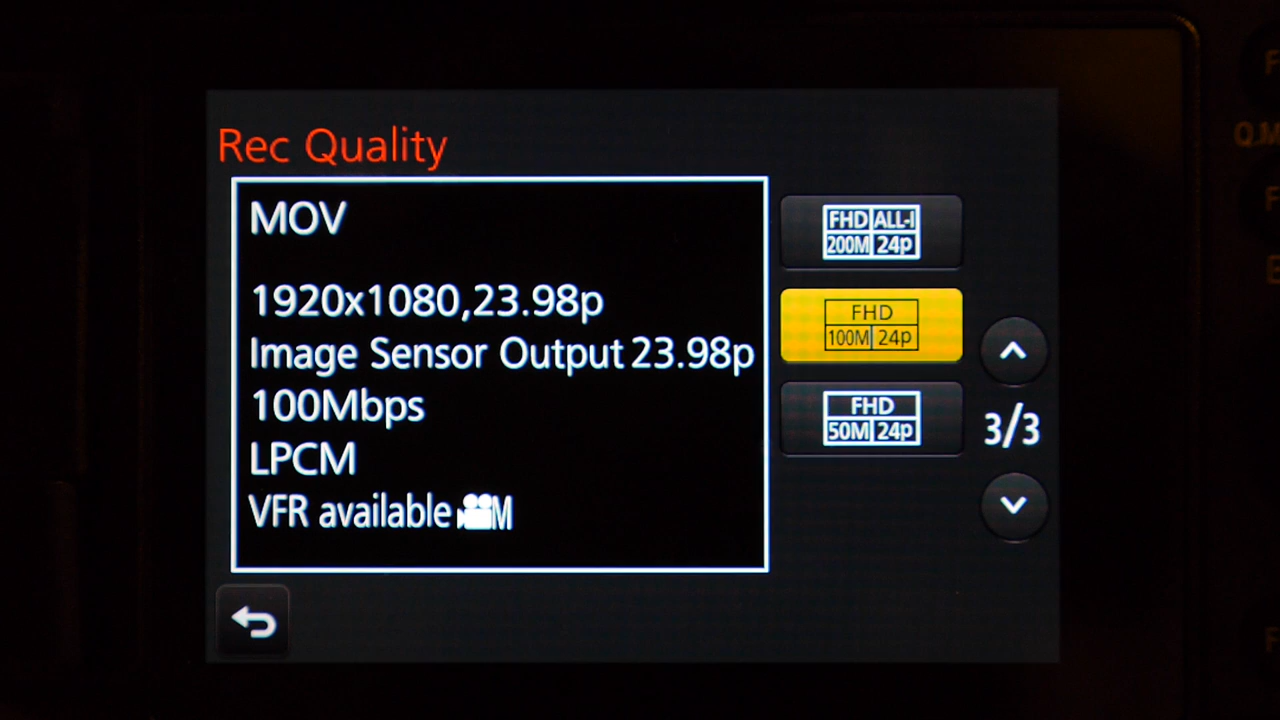 Rec Quality
MOV
1920x1080,23.98p
Image Sensor Output 23.98p
100Mbps
LPCM
VFR available M
FHD ALL-I
200M 24p
FHD
100M 24p
FHD
50M 24p
3/3
Q.M